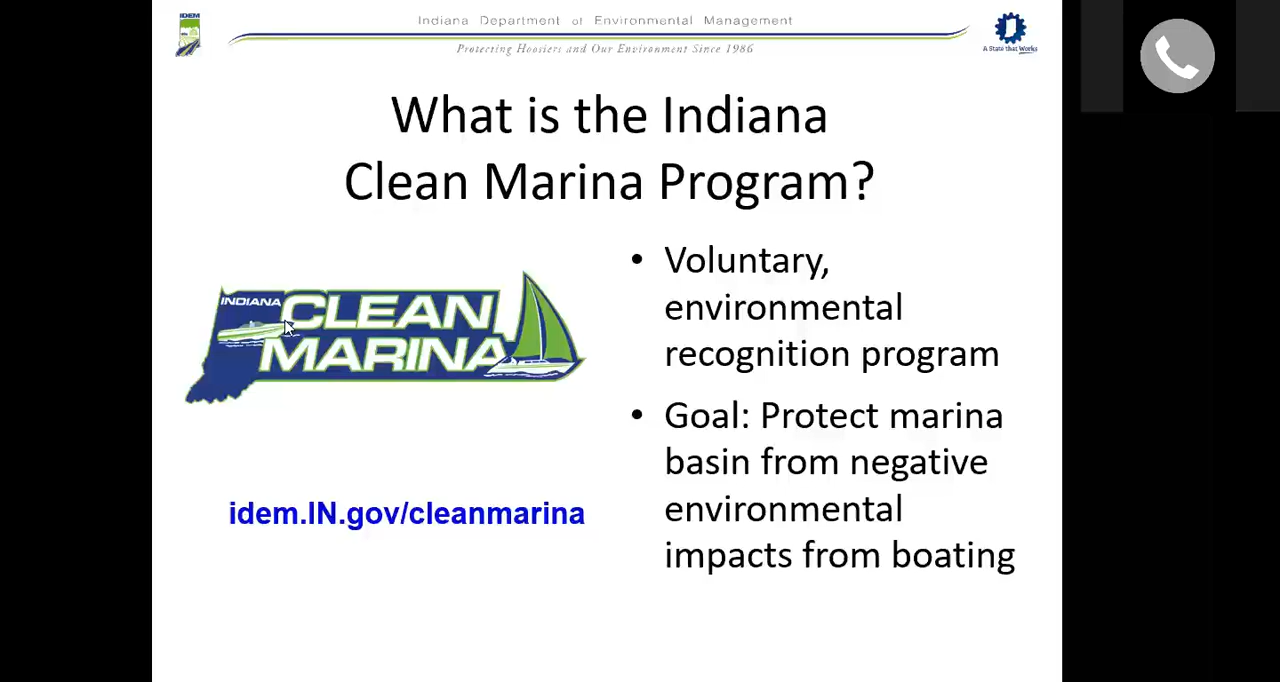 IDEM
Indiana Department of Environmental Management
Protecting Hoosiers and Our Environment Since 1986
A State that Works
What is the Indiana
Clean Marina Program?
INDIANA CLEAN
MARINA
idem.IN.gov/cleanmarina
• Voluntary,
environmental
recognition program
• Goal: Protect marina
basin from negative
environmental
impacts from boating